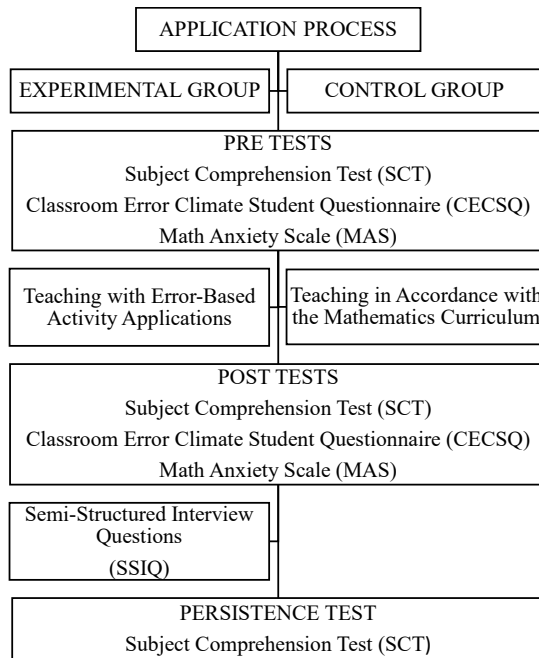 APPLICATION PROCESS
EXPERIMENTAL GROUP
CONTROL GROUP
PRE TESTS
Subject Comprehension Test (SCT)
Classroom Error Climate Student Questionnaire (CECSQ)
Math Anxiety Scale (MAS)
Teaching with Error-Based
Activity Applications
Teaching in Accordance with
the Mathematics Curriculum
POST TESTS
Subject Comprehension Test (SCT)
Classroom Error Climate Student Questionnaire (CECSQ)
Math Anxiety Scale (MAS)
Semi-Structured Interview
Questions
(SSIQ)
PERSISTENCE TEST
Subject Comprehension Test (SCT)